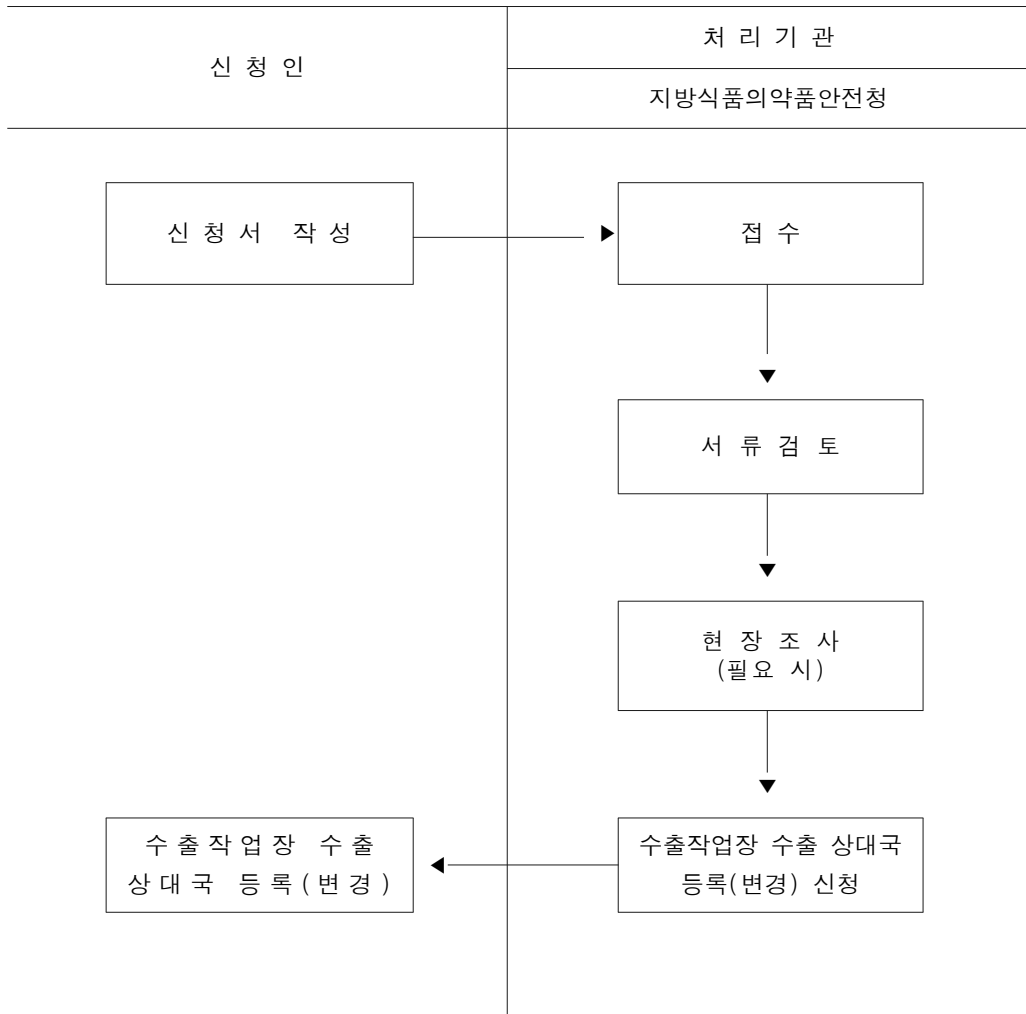 신청인
처리기관
지방식품의약품안전청
신청서 작성
접수
서류검토
현장조사
(필요 시)
수출작업장 수출
상대국 등록(변경)
수출작업장 수출 상대국
등록(변경) 신청